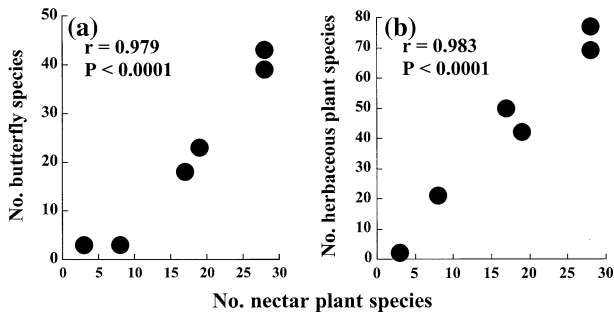 (a)
r = 0.979
P < 0.0001
No. butterfly species
50
40
30
20
10
0
0 5 10 15 20 25 30
(b)
r = 0.983
P < 0.0001
No. herbaceous plant species
80
70
60
50
40
30
20
10
0
0 5 10 15 20 25 30
No. nectar plant species